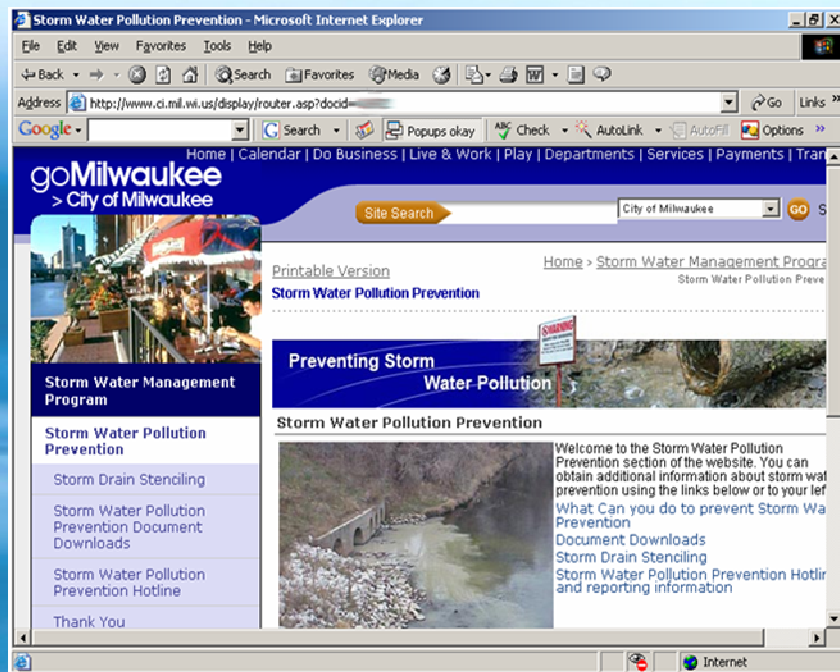 Storm Water Pollution Prevention - Microsoft Internet Explorer
File Edit View Favorites Tools Help
Back Search Favorites Media
Address http://www.ci.mil.wi.us/display/router.asp?docid= Go Links »
Google Search Popups okay ABC Check AutoLink AutoFill Options »
Home | Calendar | Do Business | Live & Work | Play | Departments | Services | Payments | Tran
goMilwaukee
> City of Milwaukee
Site Search City of Milwaukee GO S
Printable Version
Home > Storm Water Management Progra
Storm Water Pollution Preve
Storm Water Pollution Prevention
WARNING
Preventing Storm
Water Pollution
Storm Water Management
Program
Storm Water Pollution
Prevention
Storm Drain Stenciling
Storm Water Pollution
Prevention Document
Downloads
Storm Water Pollution
Prevention Hotline
Thank You
Storm Water Pollution Prevention
Welcome to the Storm Water Pollution
Prevention section of the website. You can
obtain additional information about storm wat
prevention using the links below or to your lef
What Can you do to prevent Storm Wa
Prevention
Document Downloads
Storm Drain Stenciling
Storm Water Pollution Prevention Hotlin
and reporting information
Internet